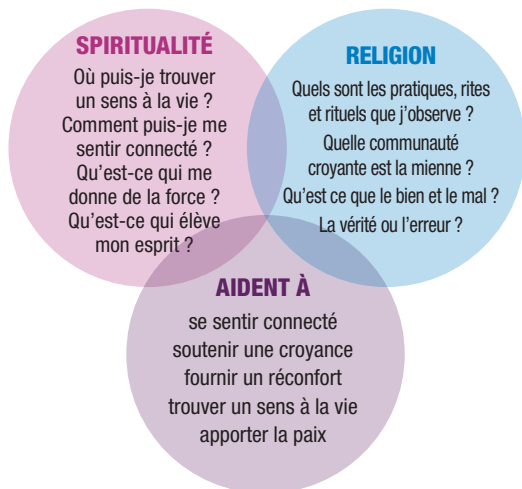 SPIRITUALITÉ
Où puis-je trouver
un sens à la vie ?
Comment puis-je me
sentir connecté ?
Qu’est-ce qui me
donne de la force ?
Qu’est-ce qui élève
mon esprit ?
RELIGION
Quels sont les pratiques, rites
et rituels que j’observe ?
Quelle communauté
croyante est la mienne ?
Qu’est ce que le bien et le mal ?
La vérité ou l’erreur ?
AIDENT À
se sentir connecté
soutenir une croyance
fournir un réconfort
trouver un sens à la vie
apporter la paix